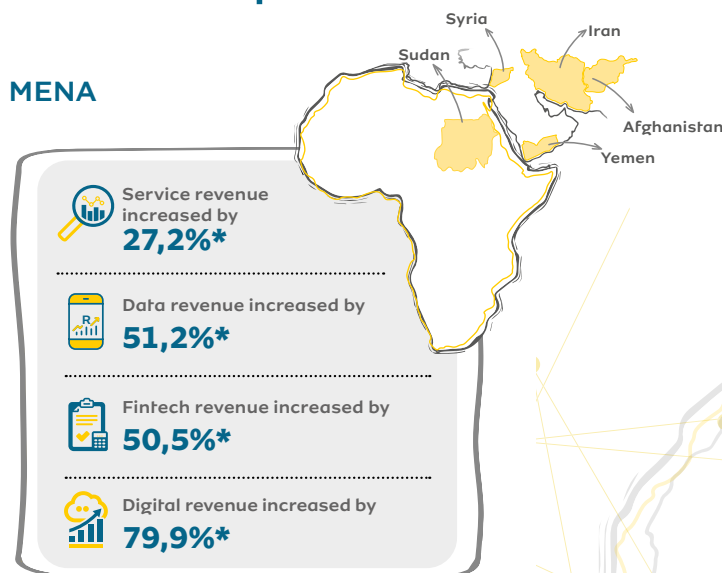 Syria
Iran
Sudan
MENA
Afghanistan
Yemen
Service revenue
increased by
27,2%*
R
Data revenue increased by
51,2%*
Fintech revenue increased by
50,5%*
Digital revenue increased by
79,9%*